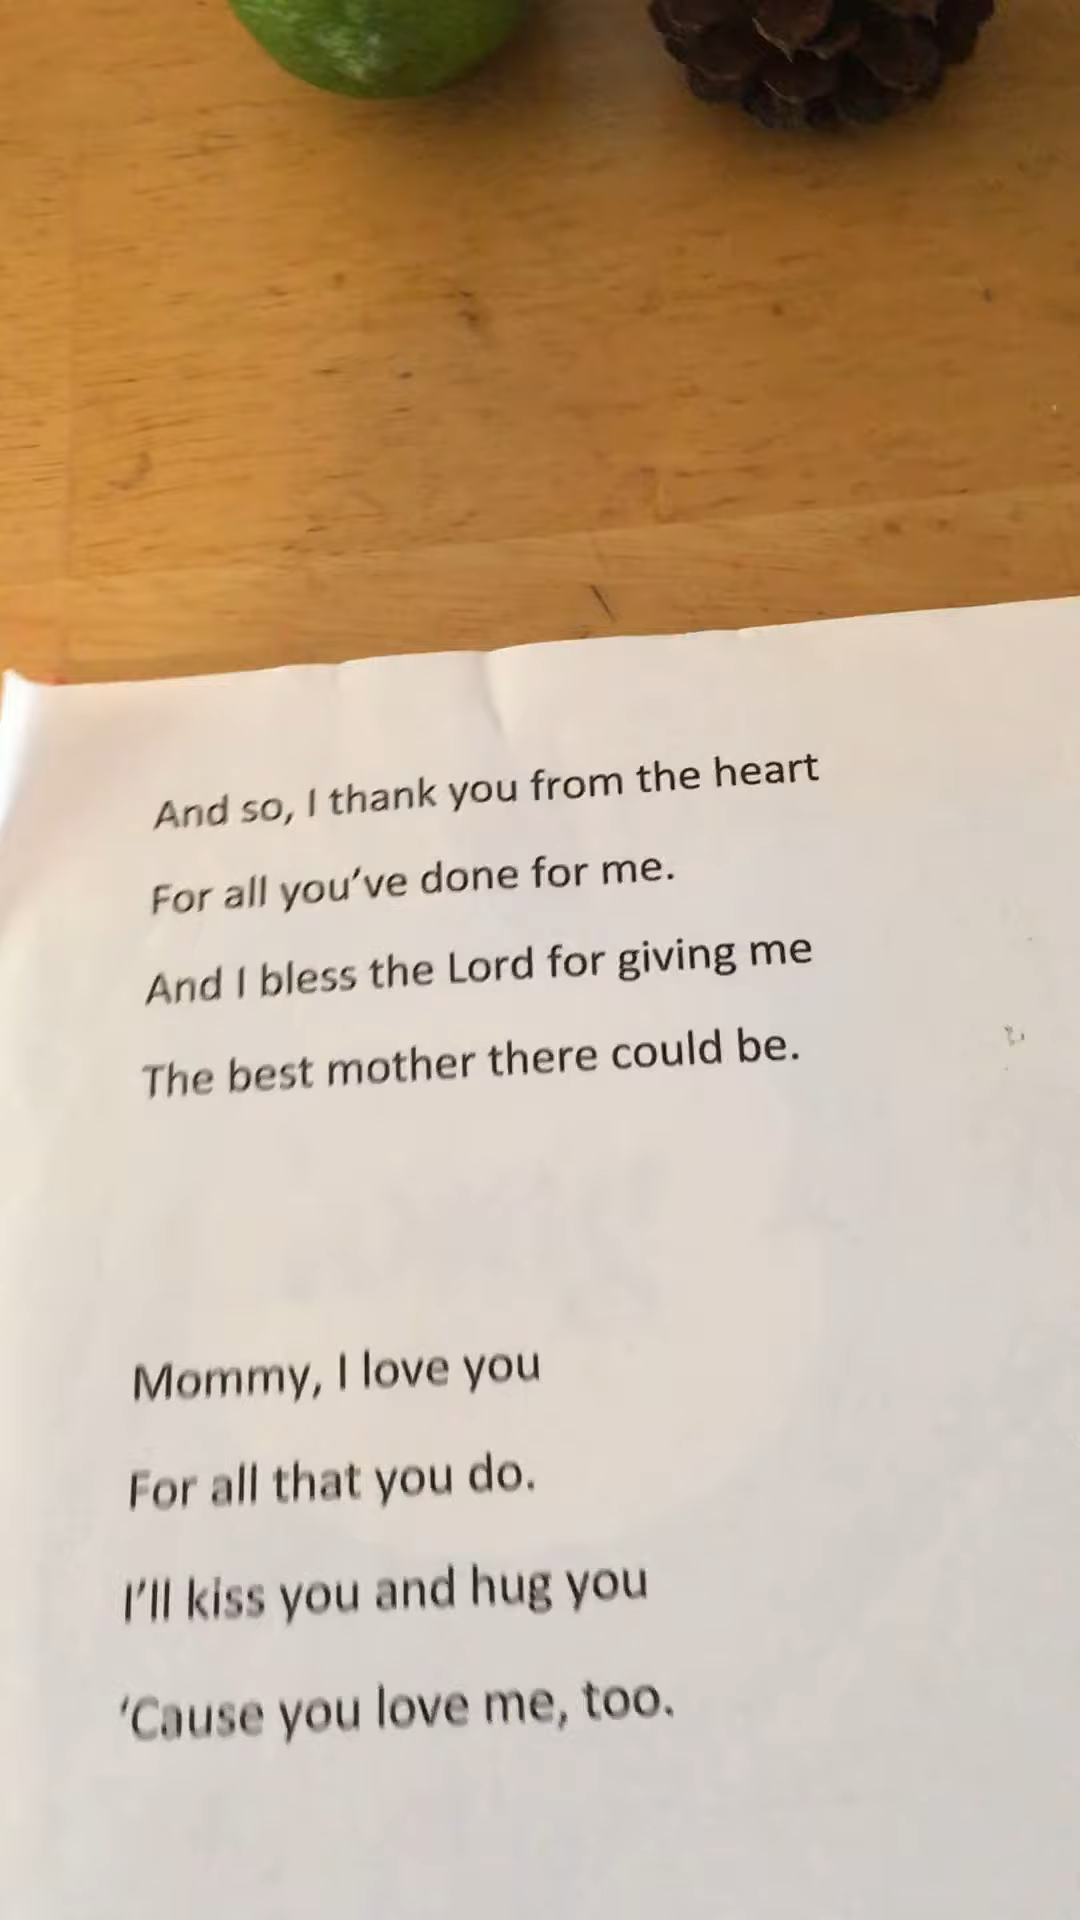 And so, I thank you from the heart
For all you’ve done for me.
And I bless the Lord for giving me
The best mother there could be.
Mommy, I love you
For all that you do.
I’ll kiss you and hug you
‘Cause you love me, too.